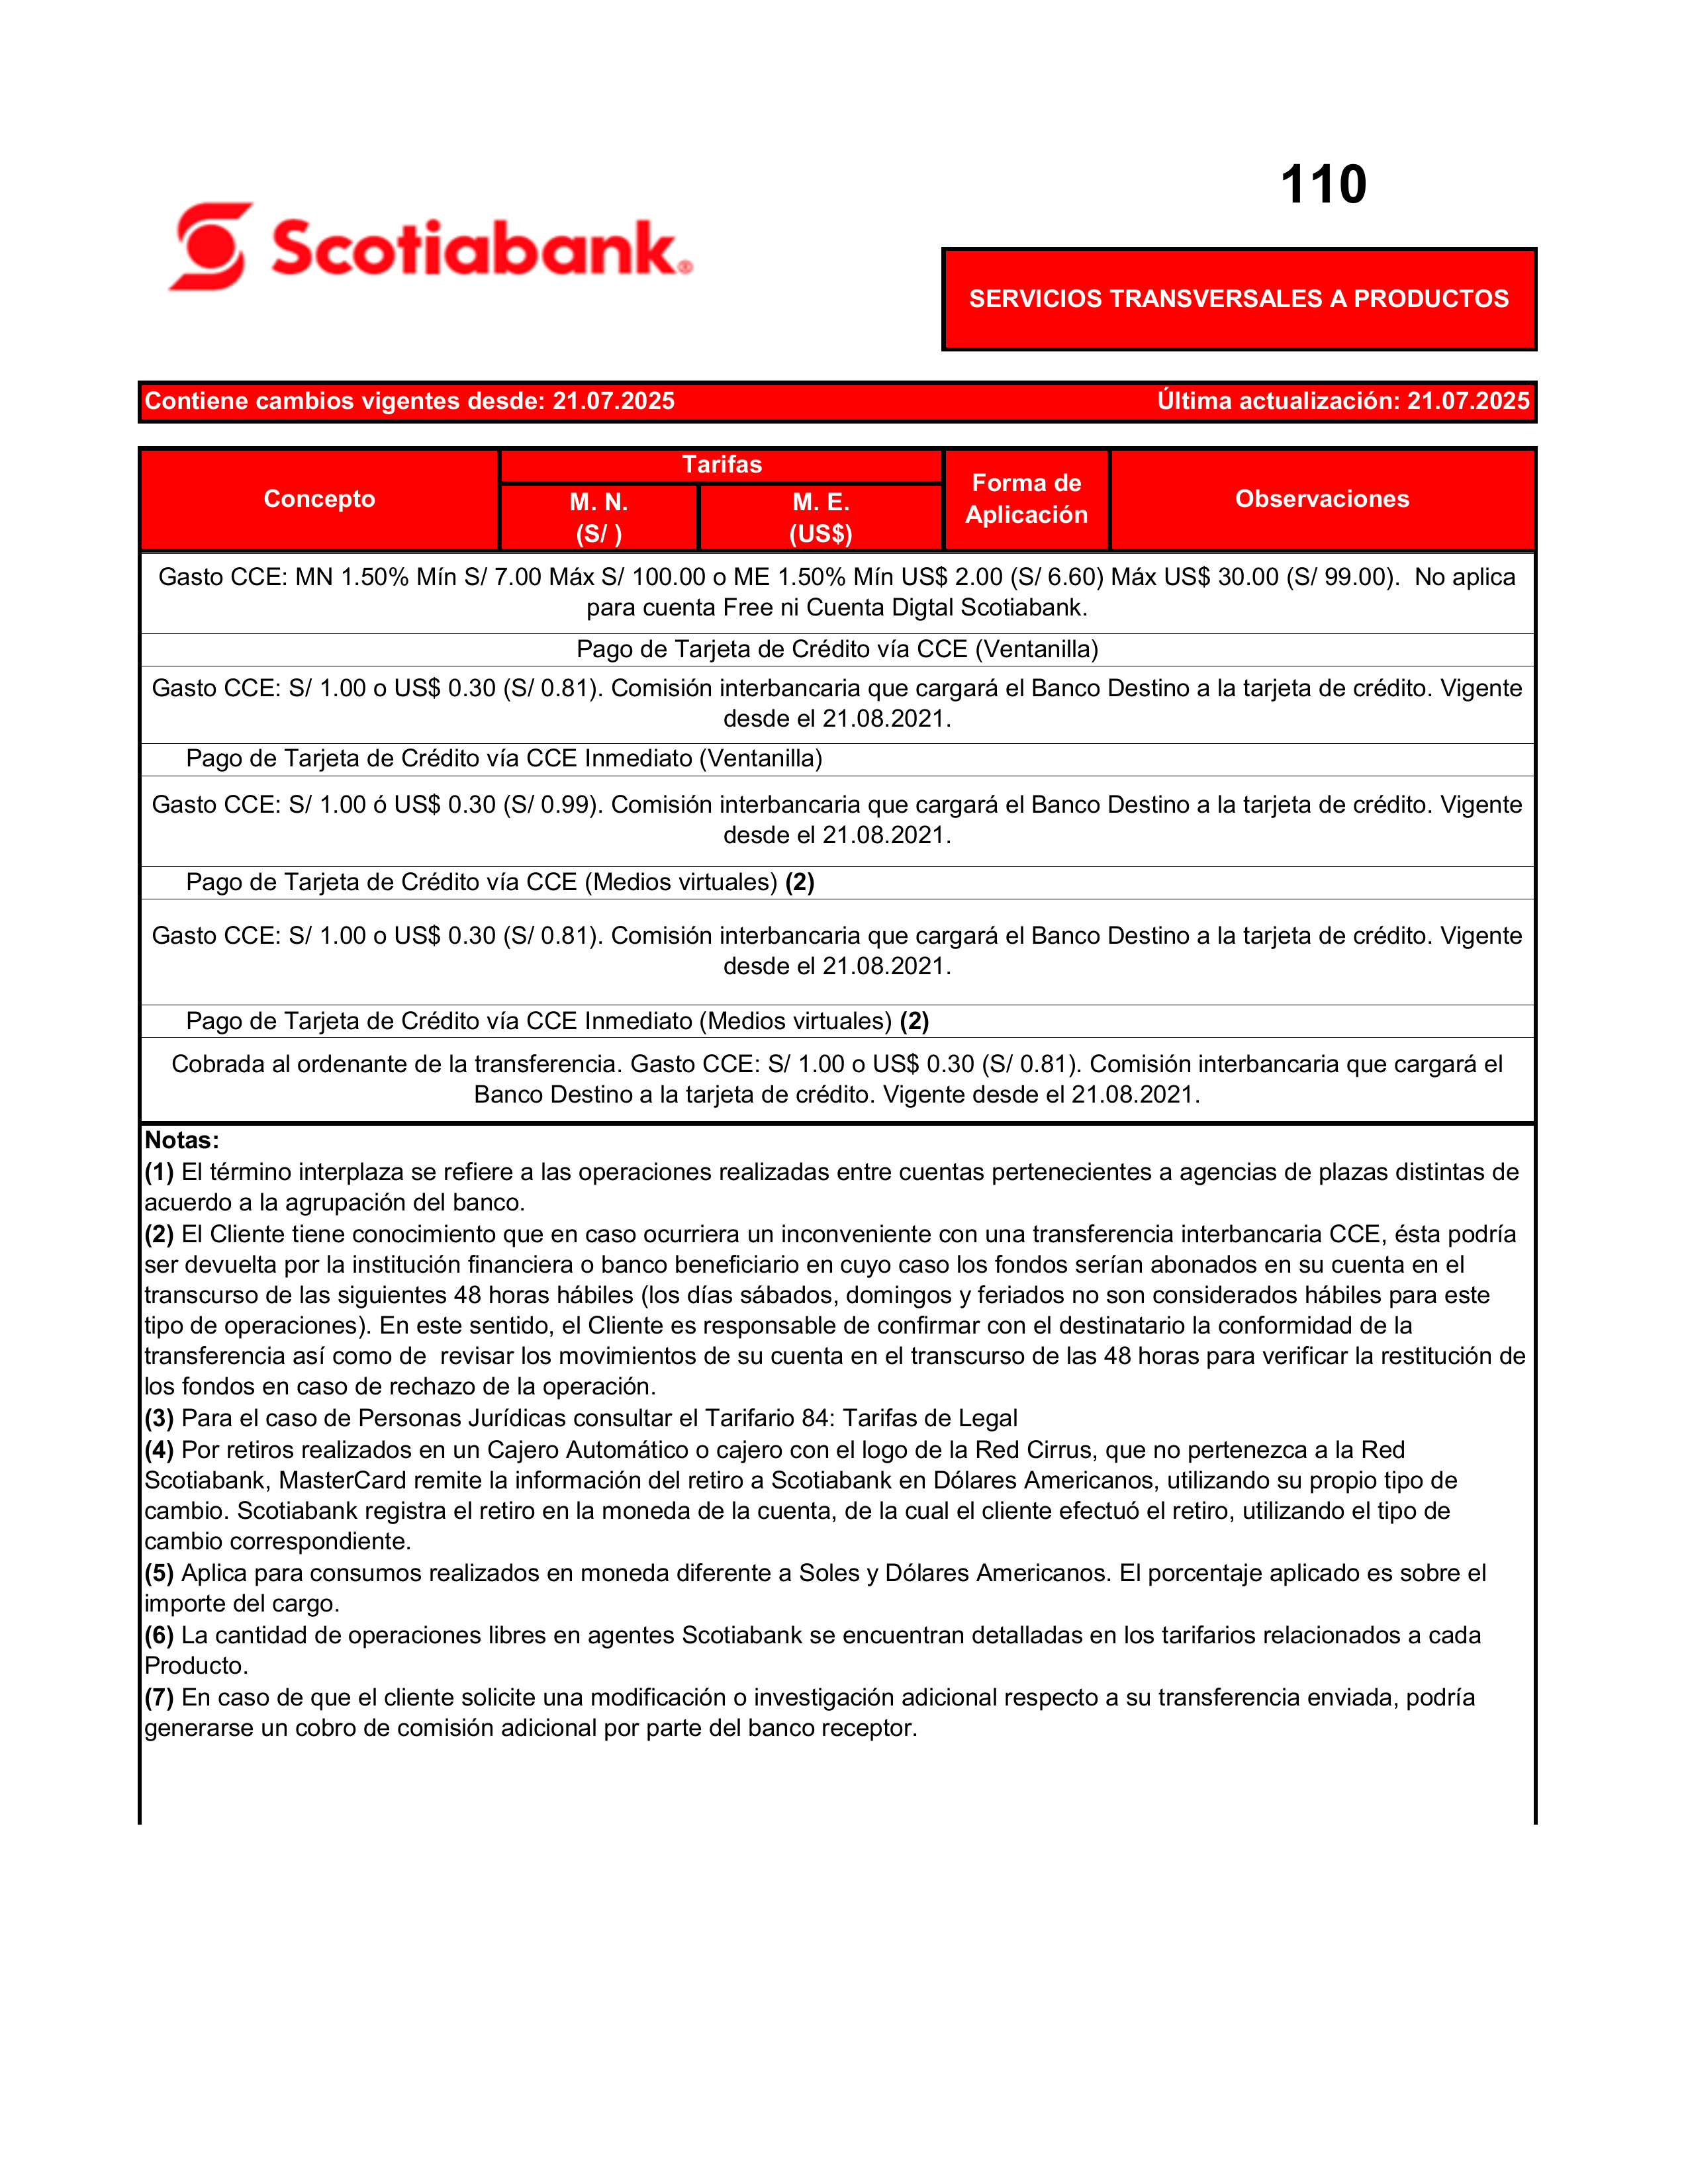 110
Scotiabank®
SERVICIOS TRANSVERSALES A PRODUCTOS
Contiene cambios vigentes desde: 21.07.2025 Última actualización: 21.07.2025
Concepto
Tarifas
M. N.
(S/ )
M. E.
(US$)
Forma de
Aplicación
Observaciones
Gasto CCE: MN 1.50% Mín S/ 7.00 Máx S/ 100.00 o ME 1.50% Mín US$ 2.00 (S/ 6.60) Máx US$ 30.00 (S/ 99.00).  No aplica
para cuenta Free ni Cuenta Digtal Scotiabank.
Pago de Tarjeta de Crédito vía CCE (Ventanilla)
Gasto CCE: S/ 1.00 o US$ 0.30 (S/ 0.81). Comisión interbancaria que cargará el Banco Destino a la tarjeta de crédito. Vigente
desde el 21.08.2021.
Pago de Tarjeta de Crédito vía CCE Inmediato (Ventanilla)
Gasto CCE: S/ 1.00 ó US$ 0.30 (S/ 0.99). Comisión interbancaria que cargará el Banco Destino a la tarjeta de crédito. Vigente
desde el 21.08.2021.
Pago de Tarjeta de Crédito vía CCE (Medios virtuales) (2)
Gasto CCE: S/ 1.00 o US$ 0.30 (S/ 0.81). Comisión interbancaria que cargará el Banco Destino a la tarjeta de crédito. Vigente
desde el 21.08.2021.
Pago de Tarjeta de Crédito vía CCE Inmediato (Medios virtuales) (2)
Cobrada al ordenante de la transferencia. Gasto CCE: S/ 1.00 o US$ 0.30 (S/ 0.81). Comisión interbancaria que cargará el
Banco Destino a la tarjeta de crédito. Vigente desde el 21.08.2021.
Notas:
(1) El término interplaza se refiere a las operaciones realizadas entre cuentas pertenecientes a agencias de plazas distintas de
acuerdo a la agrupación del banco.
(2) El Cliente tiene conocimiento que en caso ocurriera un inconveniente con una transferencia interbancaria CCE, ésta podría
ser devuelta por la institución financiera o banco beneficiario en cuyo caso los fondos serían abonados en su cuenta en el
transcurso de las siguientes 48 horas hábiles (los días sábados, domingos y feriados no son considerados hábiles para este
tipo de operaciones). En este sentido, el Cliente es responsable de confirmar con el destinatario la conformidad de la
transferencia así como de  revisar los movimientos de su cuenta en el transcurso de las 48 horas para verificar la restitución de
los fondos en caso de rechazo de la operación.
(3) Para el caso de Personas Jurídicas consultar el Tarifario 84: Tarifas de Legal
(4) Por retiros realizados en un Cajero Automático o cajero con el logo de la Red Cirrus, que no pertenezca a la Red
Scotiabank, MasterCard remite la información del retiro a Scotiabank en Dólares Americanos, utilizando su propio tipo de
cambio. Scotiabank registra el retiro en la moneda de la cuenta, de la cual el cliente efectuó el retiro, utilizando el tipo de
cambio correspondiente.
(5) Aplica para consumos realizados en moneda diferente a Soles y Dólares Americanos. El porcentaje aplicado es sobre el
importe del cargo.
(6) La cantidad de operaciones libres en agentes Scotiabank se encuentran detalladas en los tarifarios relacionados a cada
Producto.
(7) En caso de que el cliente solicite una modificación o investigación adicional respecto a su transferencia enviada, podría
generarse un cobro de comisión adicional por parte del banco receptor.